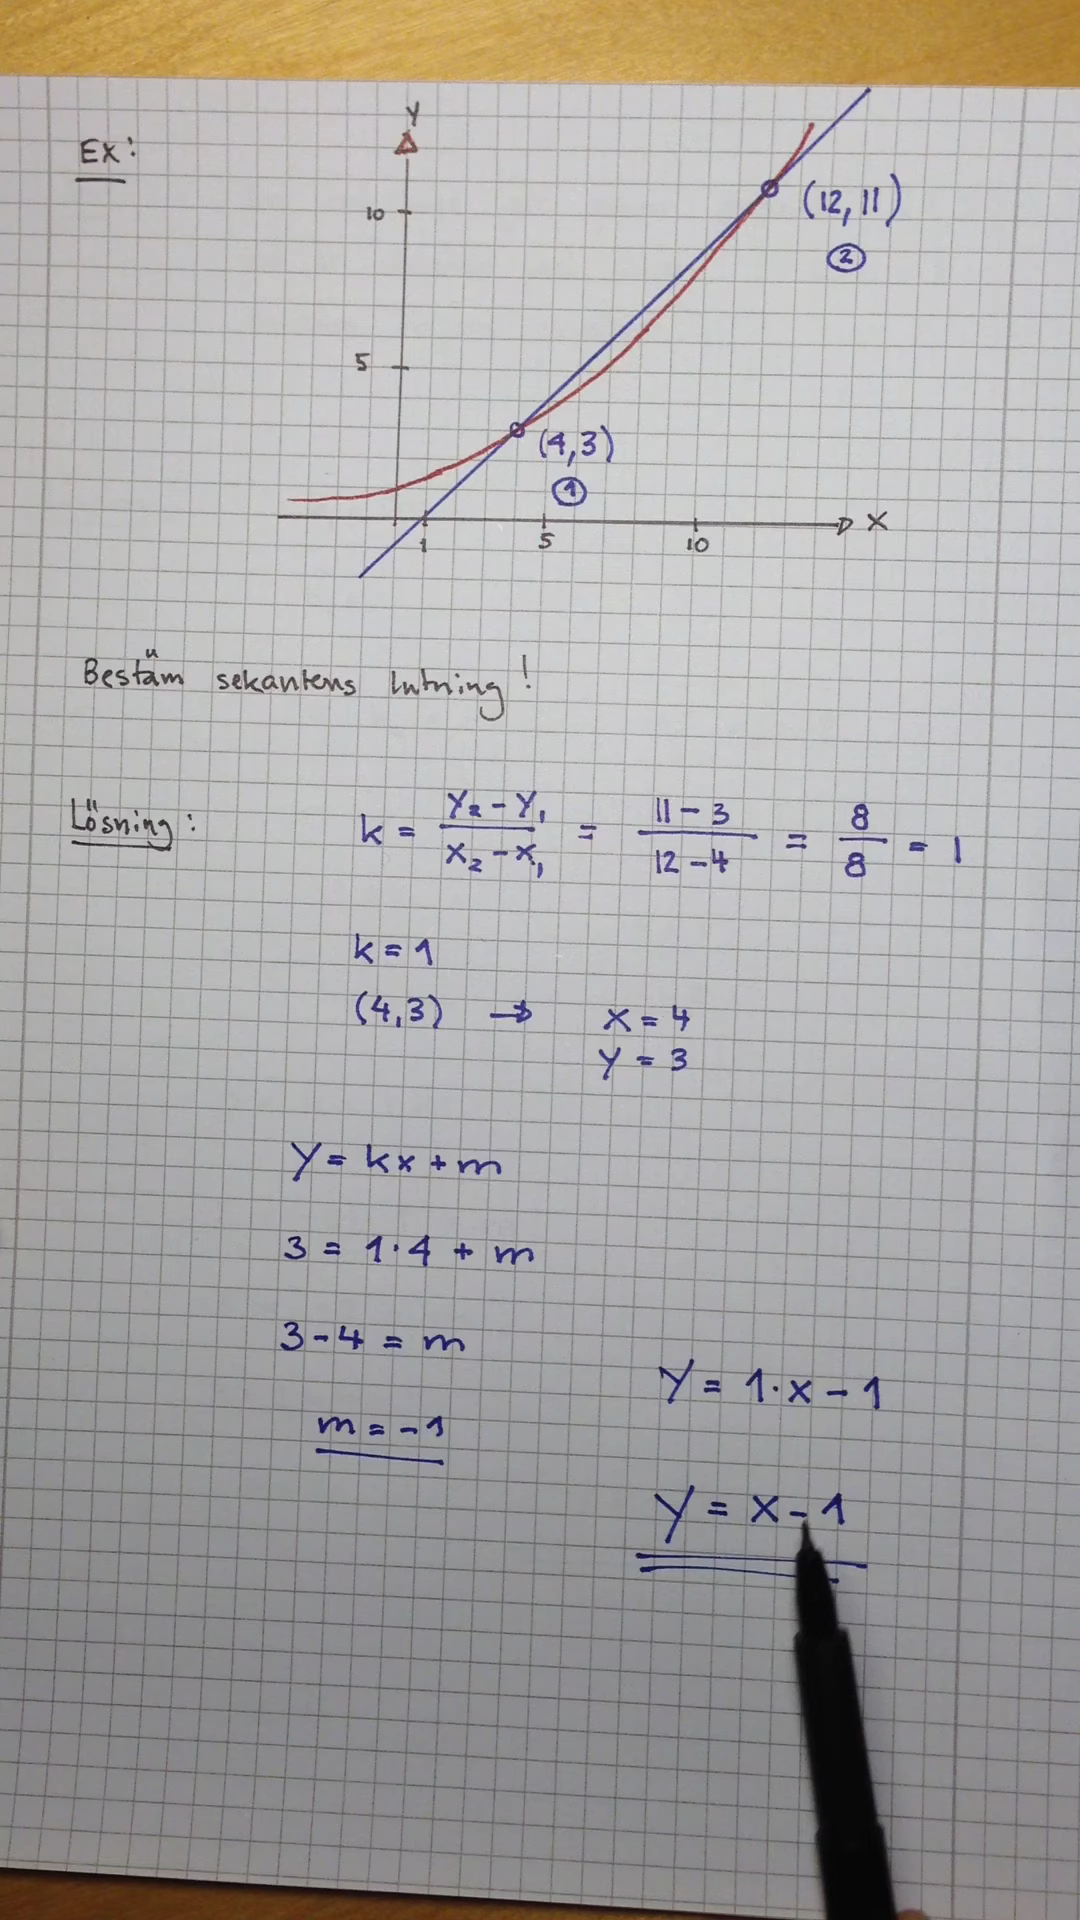 Ex:
Y
10
(12, 11)
2
5
(4,3)
1
X
1
5
10
Bestäm sekantens lutning!
Lösning: k = (Y₂ - Y₁)/(X₂ - X₁) = (11 - 3)/(12 - 4) = 8/8 = 1
k = 1
(4,3) → X = 4
Y = 3
Y = kx + m
3 = 1·4 + m
3 - 4 = m
Y = 1·X - 1
m = -1
Y = X - 1